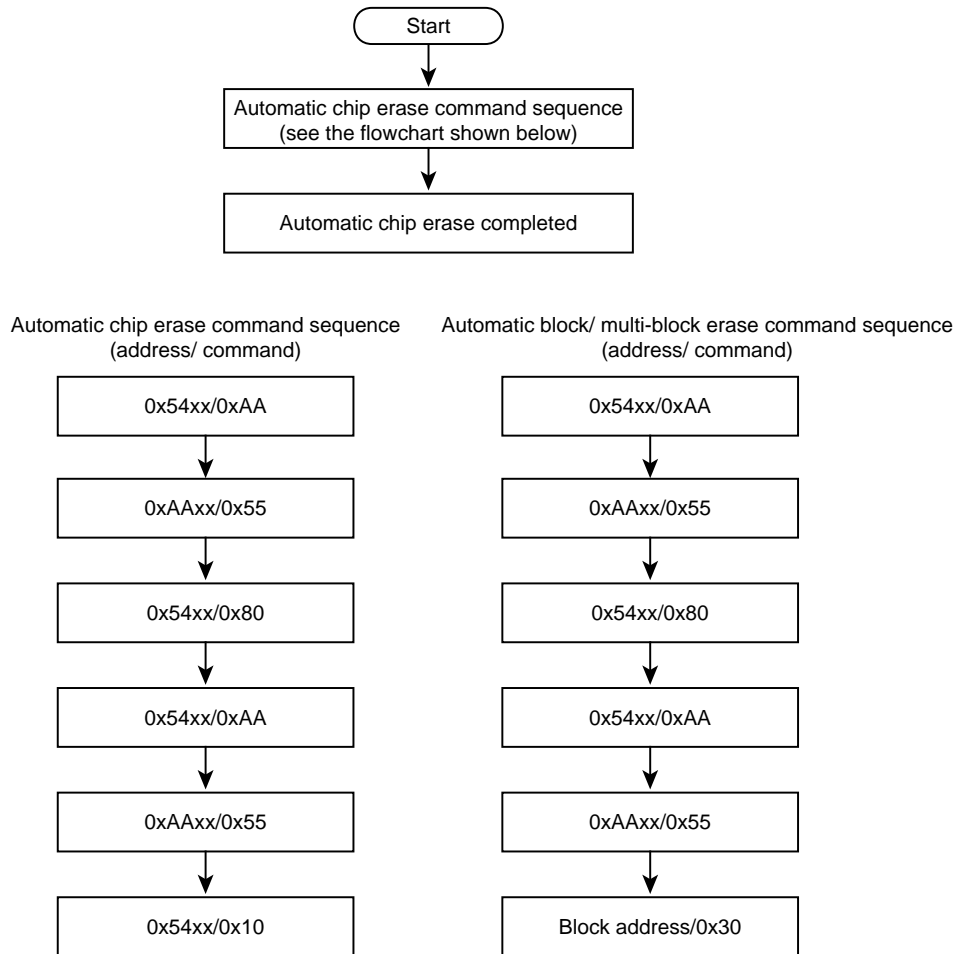 Start
Automatic chip erase command sequence
(see the flowchart shown below)
Automatic chip erase completed
Automatic chip erase command sequence
(address/ command)
0x54xx/0xAA
0xAAxx/0x55
0x54xx/0x80
0x54xx/0xAA
0xAAxx/0x55
0x54xx/0x10
Automatic block/ multi-block erase command sequence
(address/ command)
0x54xx/0xAA
0xAAxx/0x55
0x54xx/0x80
0x54xx/0xAA
0xAAxx/0x55
Block address/0x30